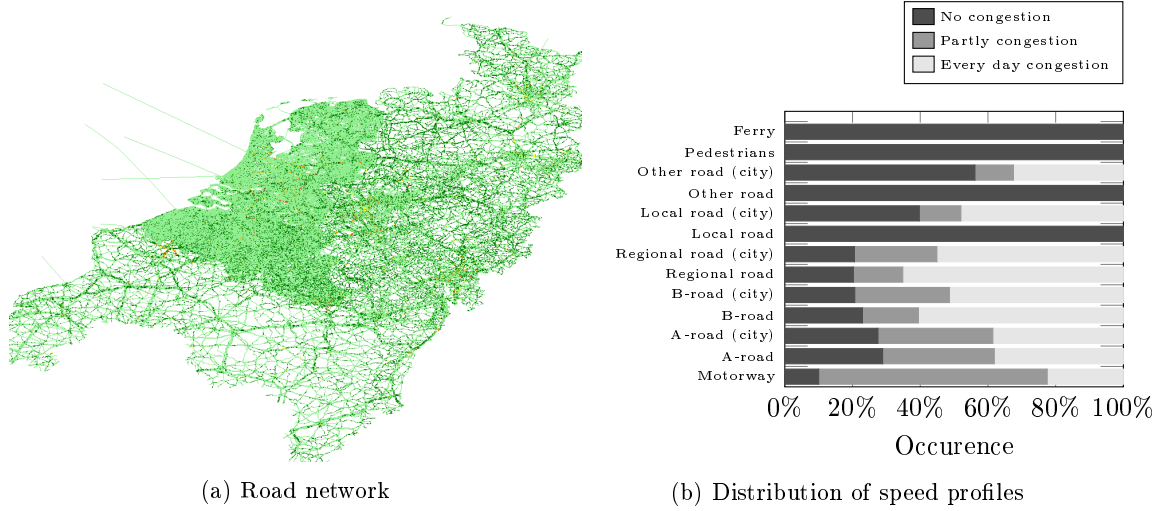 No congestion
Partly congestion
Every day congestion
Ferry
Pedestrians
Other road (city)
Other road
Local road (city)
Local road
Regional road (city)
Regional road
B-road (city)
B-road
A-road (city)
A-road
Motorway
0% 20% 40% 60% 80% 100%
Occurence
(a) Road network
(b) Distribution of speed profiles